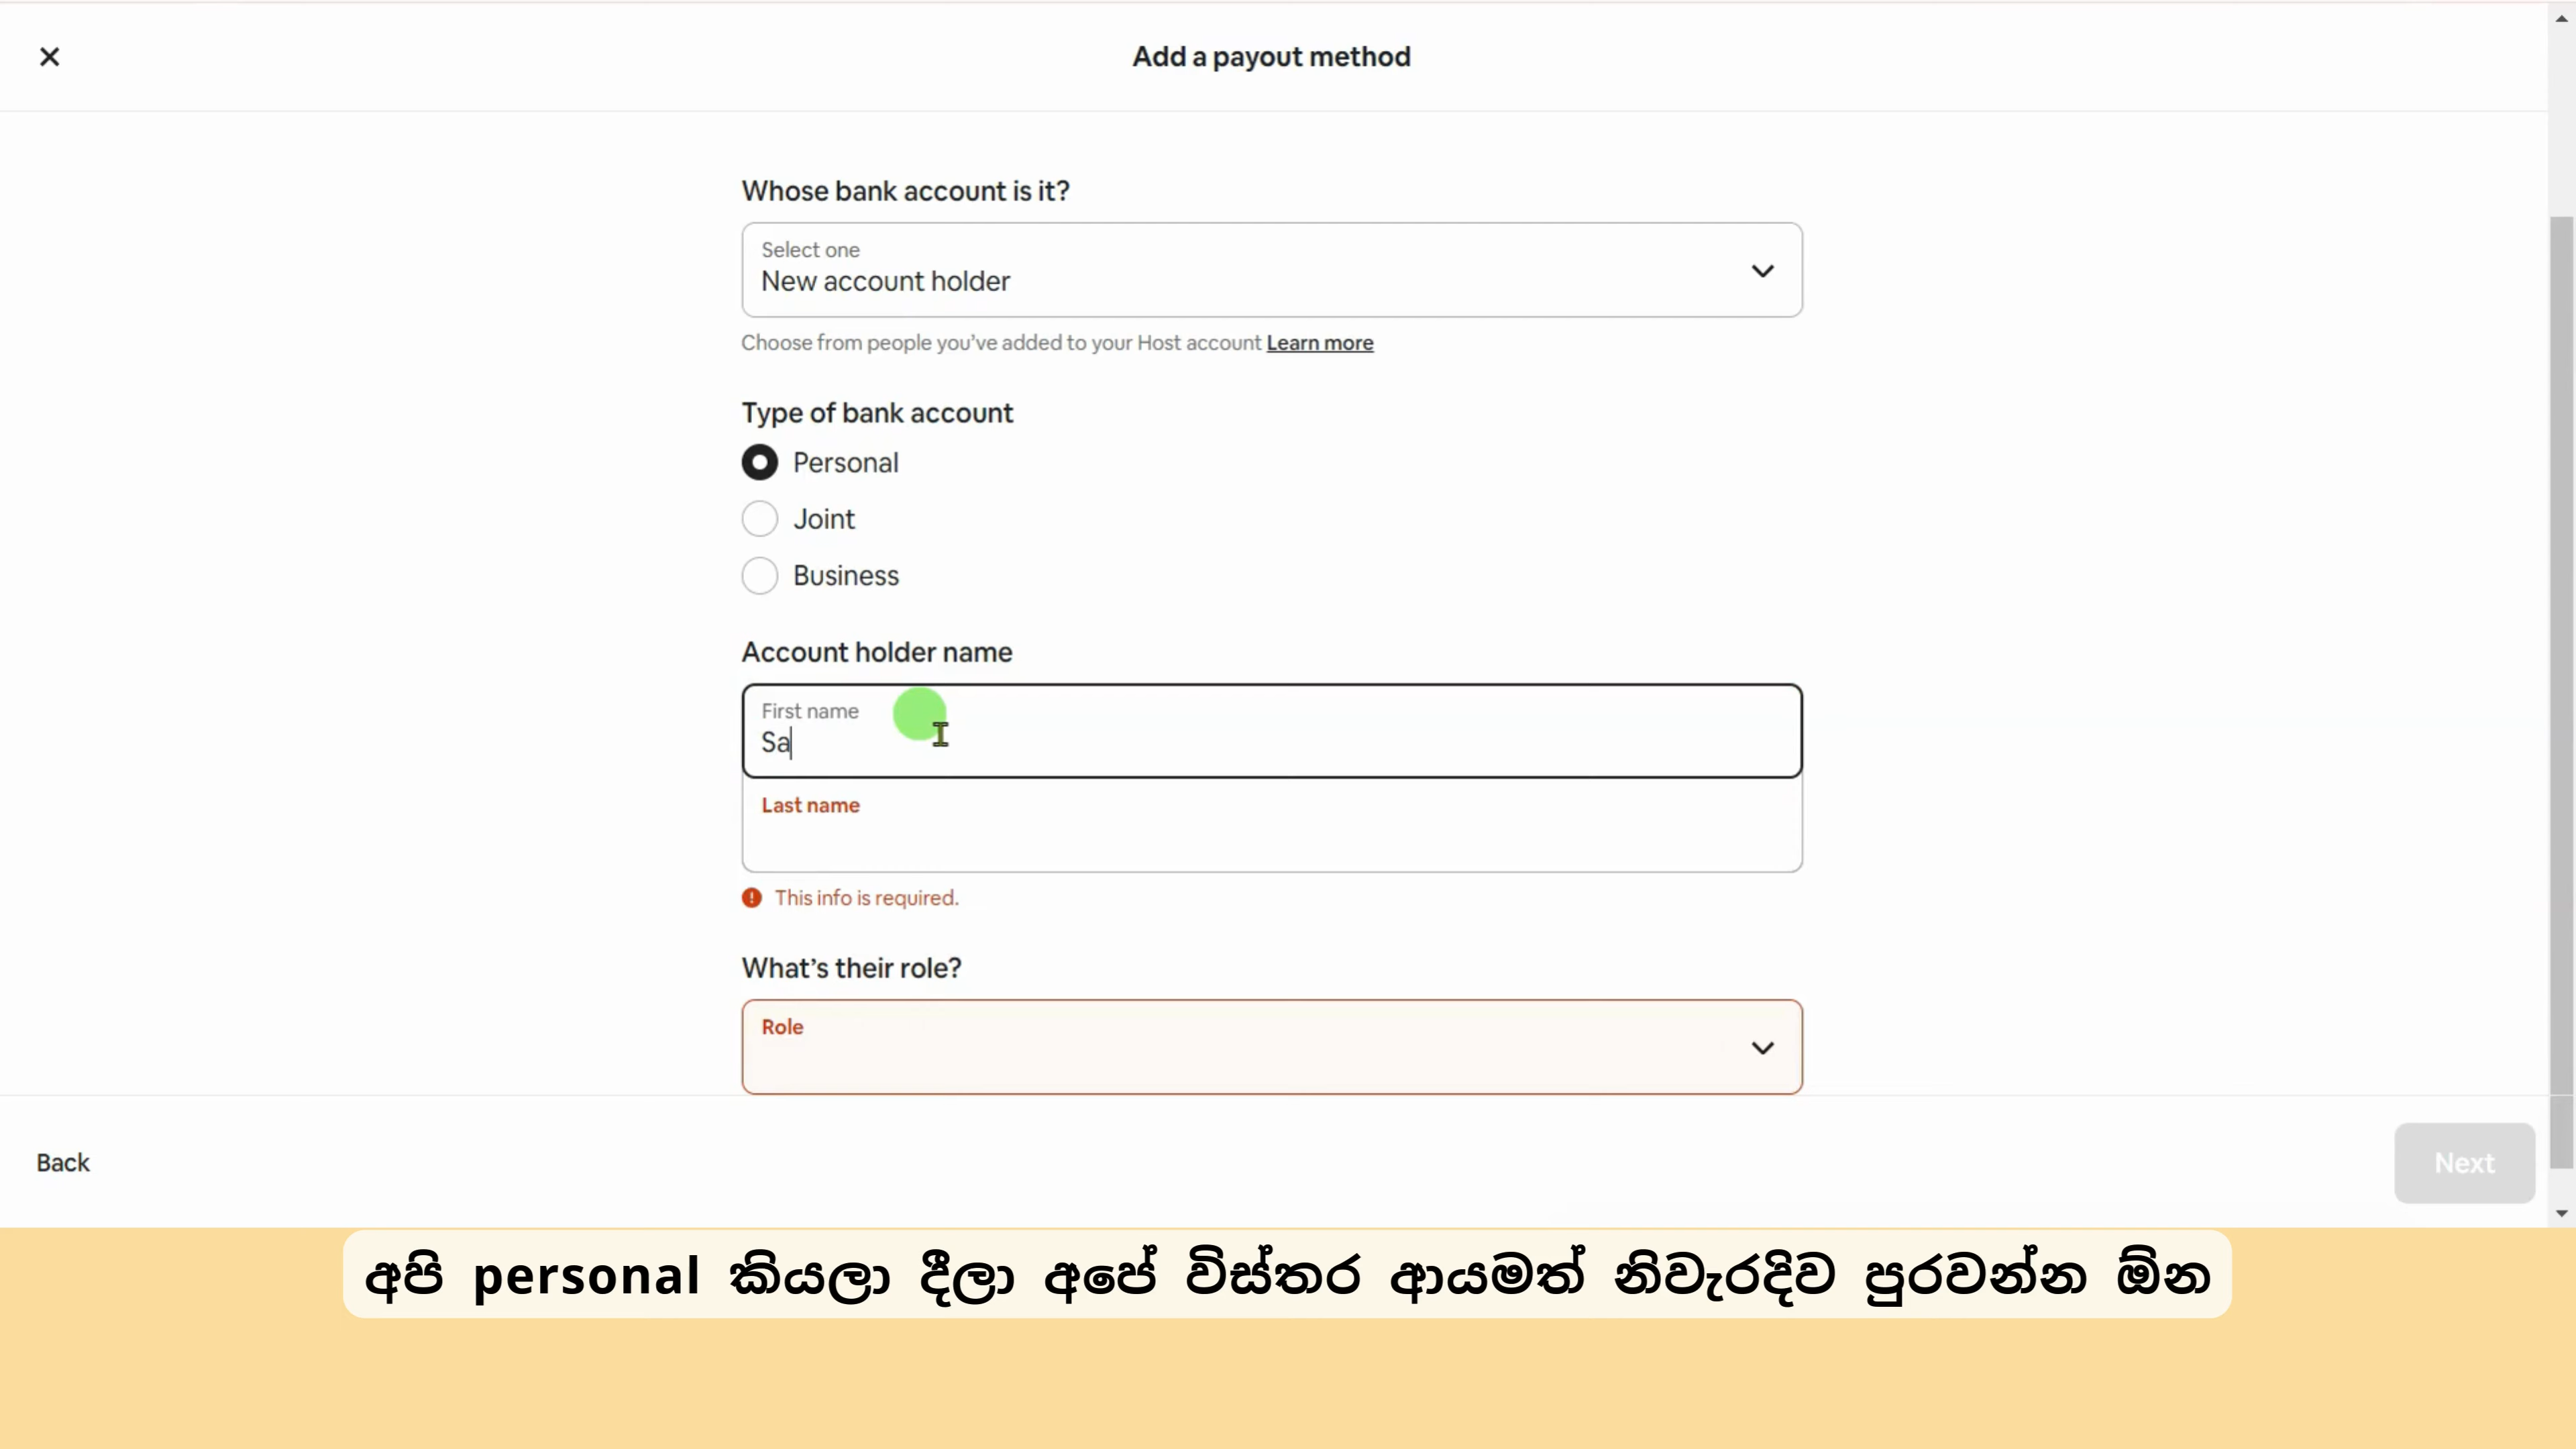 Add a payout method
Whose bank account is it?
Select one
New account holder
Choose from people you’ve added to your Host account Learn more
Type of bank account
Personal
Joint
Business
Account holder name
First name
Sa
Last name
This info is required.
What’s their role?
Role
Back
Next
අපි personal කියලා දීලා අපේ විස්තර ආයමත් නිවැරදිව පුරවන්න ඕන